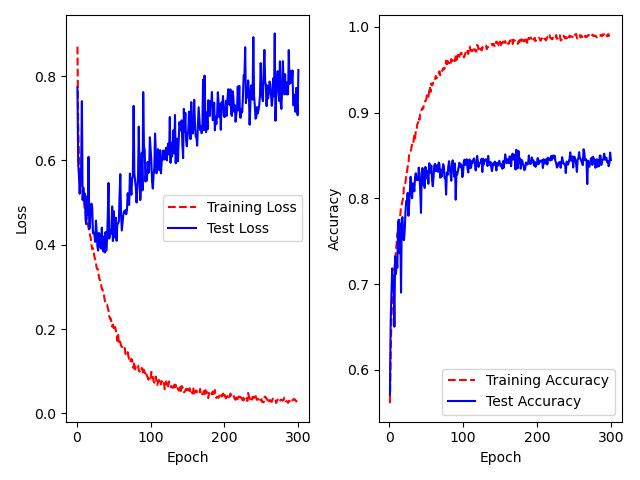 Loss
0.8
0.6
0.4
0.2
0.0
Training Loss
Test Loss
0
100
200
300
Epoch
Accuracy
1.0
0.9
0.8
0.7
0.6
Training Accuracy
Test Accuracy
0
100
200
300
Epoch